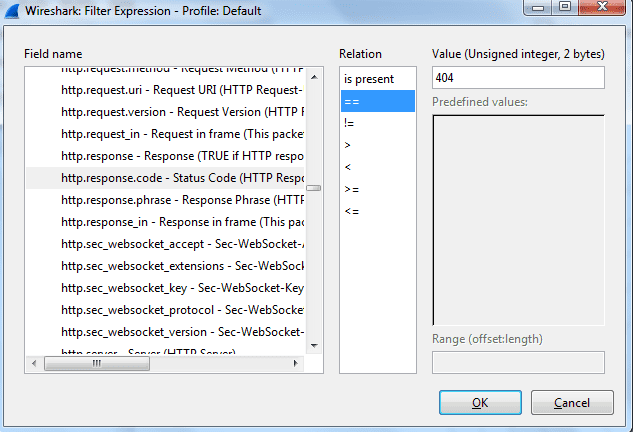 Wireshark: Filter Expression - Profile: Default
Field name
http.request.method - Request Method (HTTP
http.request.uri - Request URI (HTTP Request-
http.request.version - Request Version (HTTP R
http.request_in - Request in frame (This packe
http.response - Response (TRUE if HTTP respo
http.response.code - Status Code (HTTP Respo
http.response.phrase - Response Phrase (HTT
http.response_in - Response in frame (This pac
http.sec_websocket_accept - Sec-WebSocket-A
http.sec_websocket_extensions - Sec-WebSock
http.sec_websocket_key - Sec-WebSocket-Key
http.sec_websocket_protocol - Sec-WebSocket
http.sec_websocket_version - Sec-WebSocket-
http.server - Server (HTTP Server)
Relation
is present
==
!=
>
<
>=
<=
Value (Unsigned integer, 2 bytes)
404
Predefined values:
Range (offset:length)
OK
Cancel